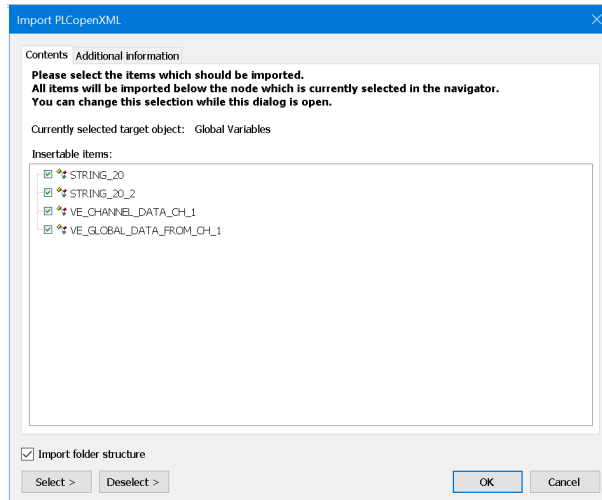 Import PLCopenXML
Contents Additional information
Please select the items which should be imported.
All items will be imported below the node which is currently selected in the navigator.
You can change this selection while this dialog is open.
Currently selected target object: Global Variables
Insertable items:
STRING_20
STRING_20_2
VE_CHANNEL_DATA_CH_1
VE_GLOBAL_DATA_FROM_CH_1
Import folder structure
Select > Deselect > OK Cancel